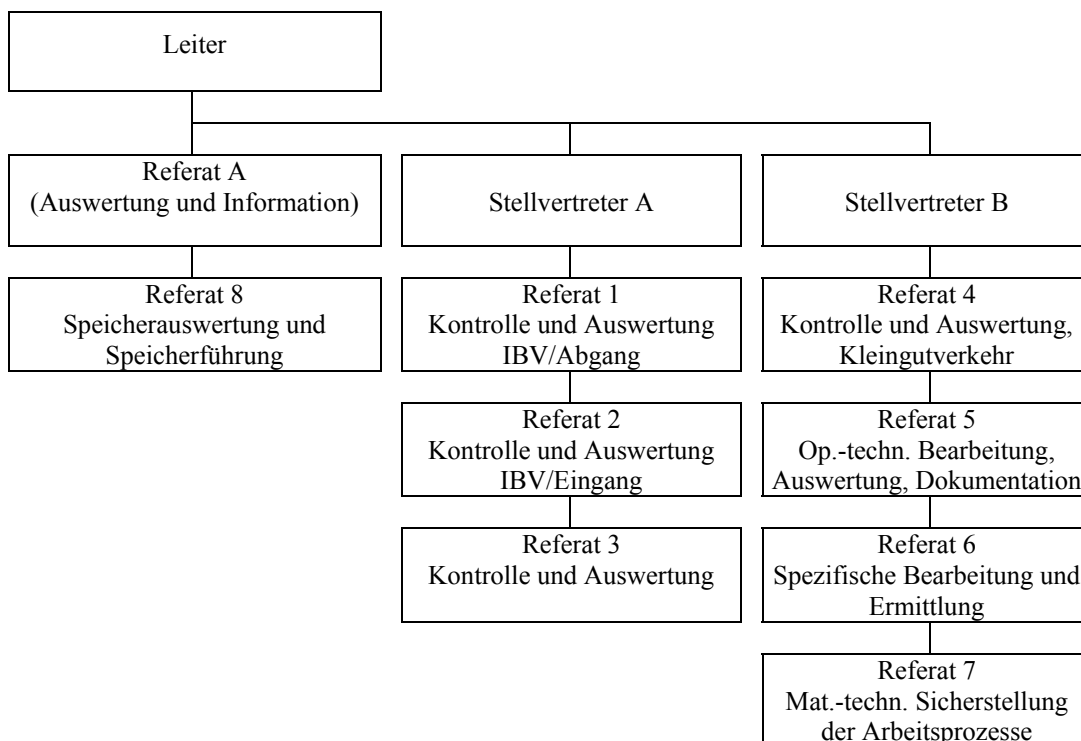 Leiter
Referat A
(Auswertung und Information)
Stellvertreter A
Stellvertreter B
Referat 8
Speicherauswertung und
Speicherführung
Referat 1
Kontrolle und Auswertung
IBV/Abgang
Referat 4
Kontrolle und Auswertung,
Kleingutverkehr
Referat 2
Kontrolle und Auswertung
IBV/Eingang
Referat 5
Op.-techn. Bearbeitung,
Auswertung, Dokumentation
Referat 3
Kontrolle und Auswertung
Referat 6
Spezifische Bearbeitung und
Ermittlung
Referat 7
Mat.-techn. Sicherstellung
der Arbeitsprozesse